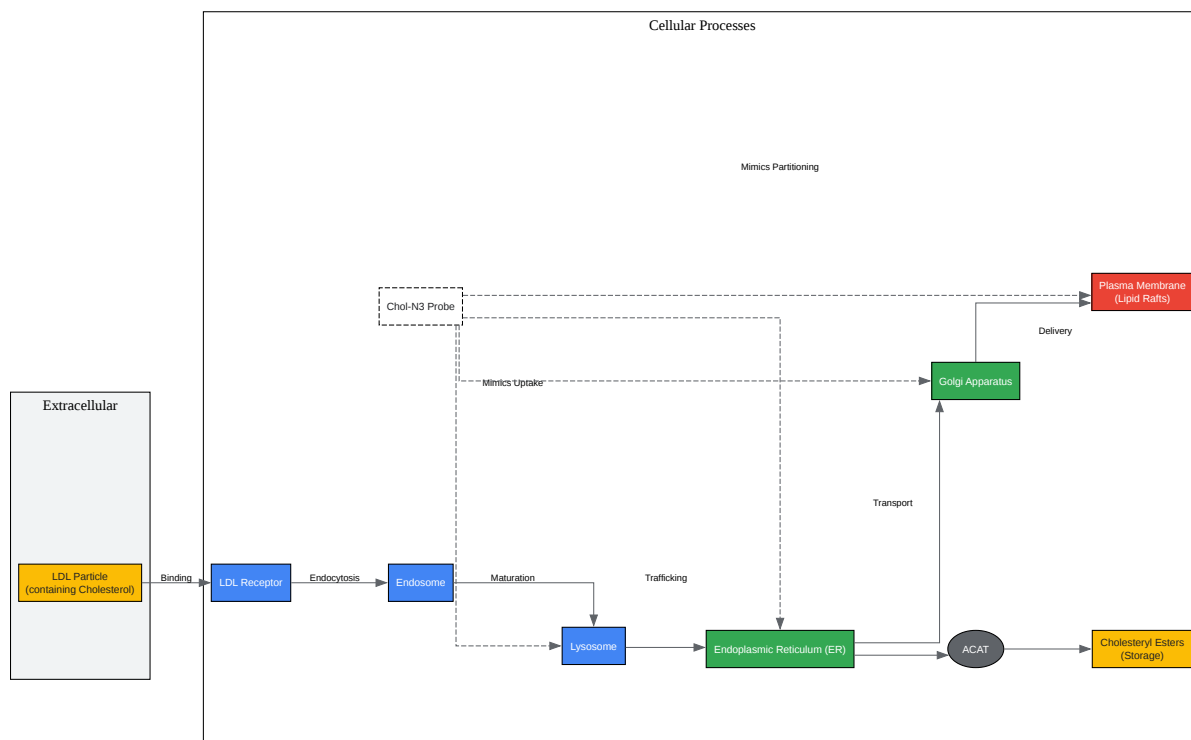 Cellular Processes
Mimics Partitioning
Chol-N3 Probe
Plasma Membrane
(Lipid Rafts)
Delivery
Mimics Uptake
Golgi Apparatus
Extracellular
Transport
LDL Particle
(containing Cholesterol)
Binding
LDL Receptor
Endocytosis
Endosome
Maturation
Trafficking
Lysosome
Endoplasmic Reticulum (ER)
ACAT
Cholesteryl Esters
(Storage)